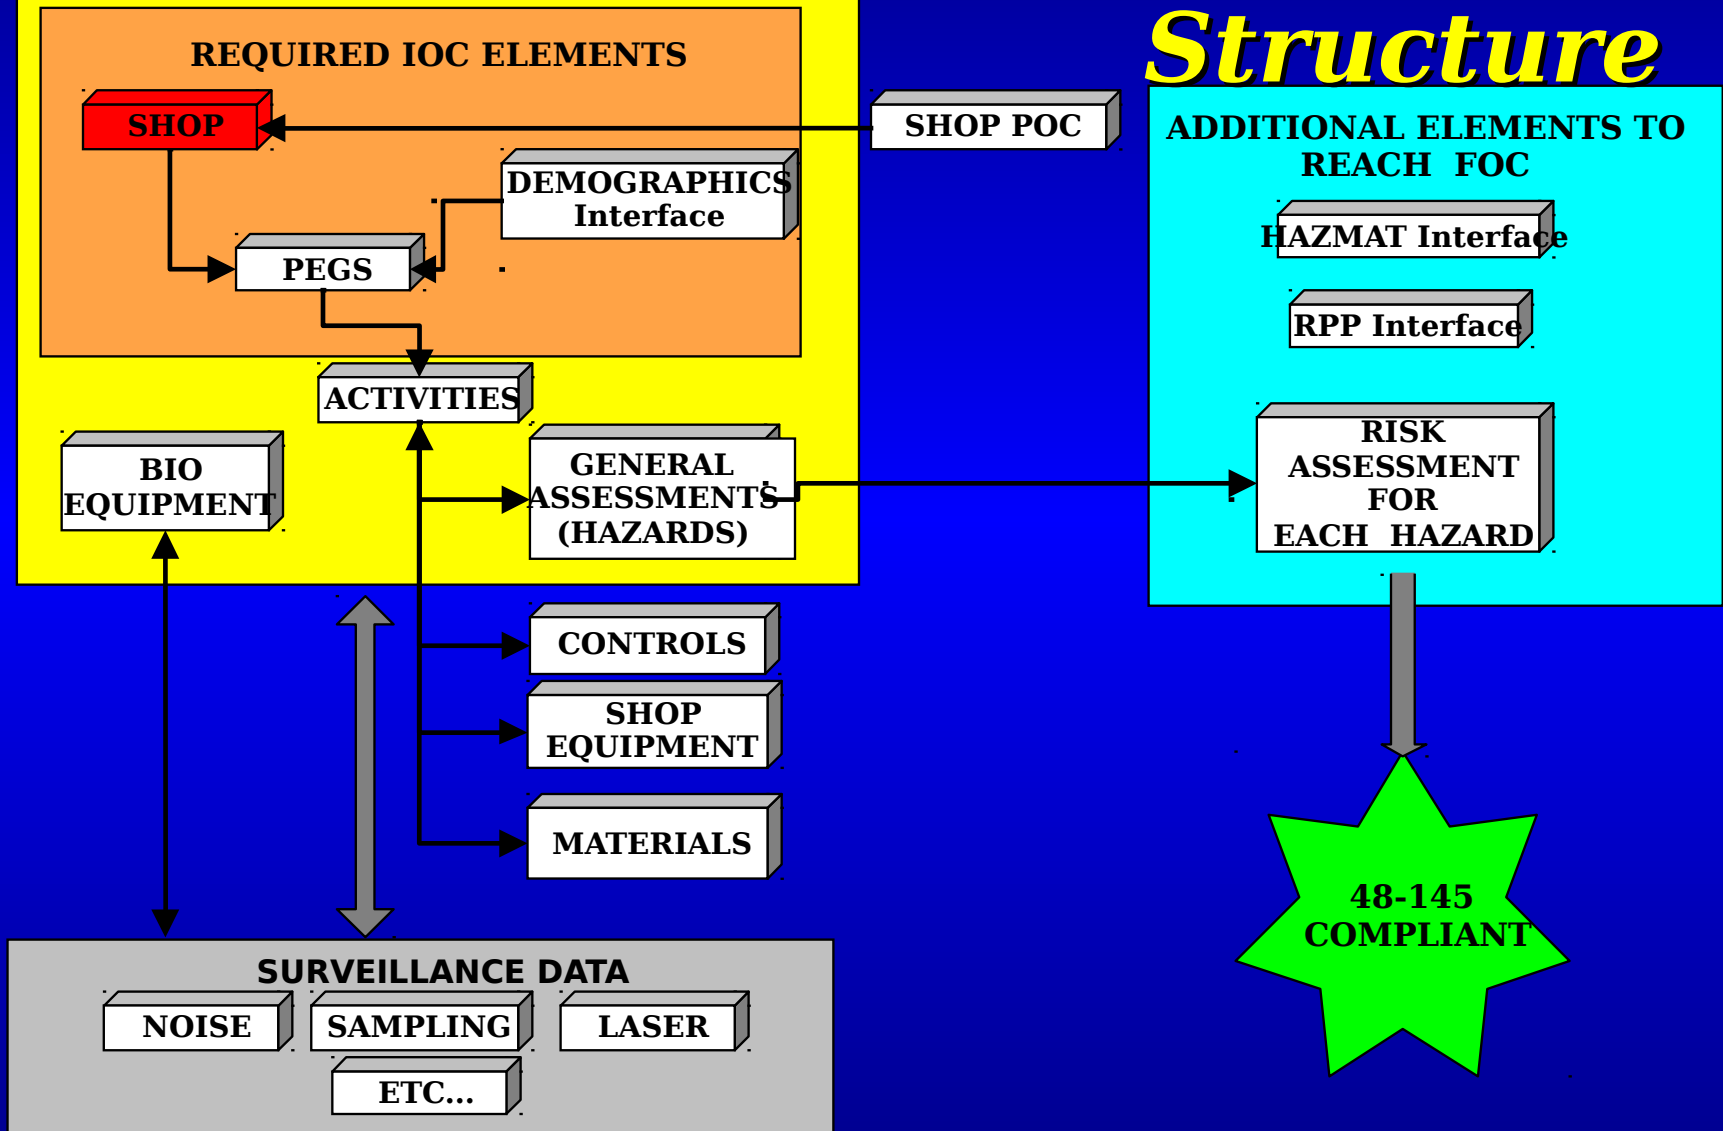 Structure
REQUIRED IOC ELEMENTS
SHOP
SHOP POC
DEMOGRAPHICS
Interface
PEGS
ACTIVITIES
BIO
EQUIPMENT
GENERAL
ASSESSMENTS
(HAZARDS)
CONTROLS
SHOP
EQUIPMENT
MATERIALS
ADDITIONAL ELEMENTS TO
REACH FOC
HAZMAT Interface
RPP Interface
RISK
ASSESSMENT
FOR
EACH HAZARD
48-145
COMPLIANT
SURVEILLANCE DATA
NOISE
SAMPLING
LASER
ETC...